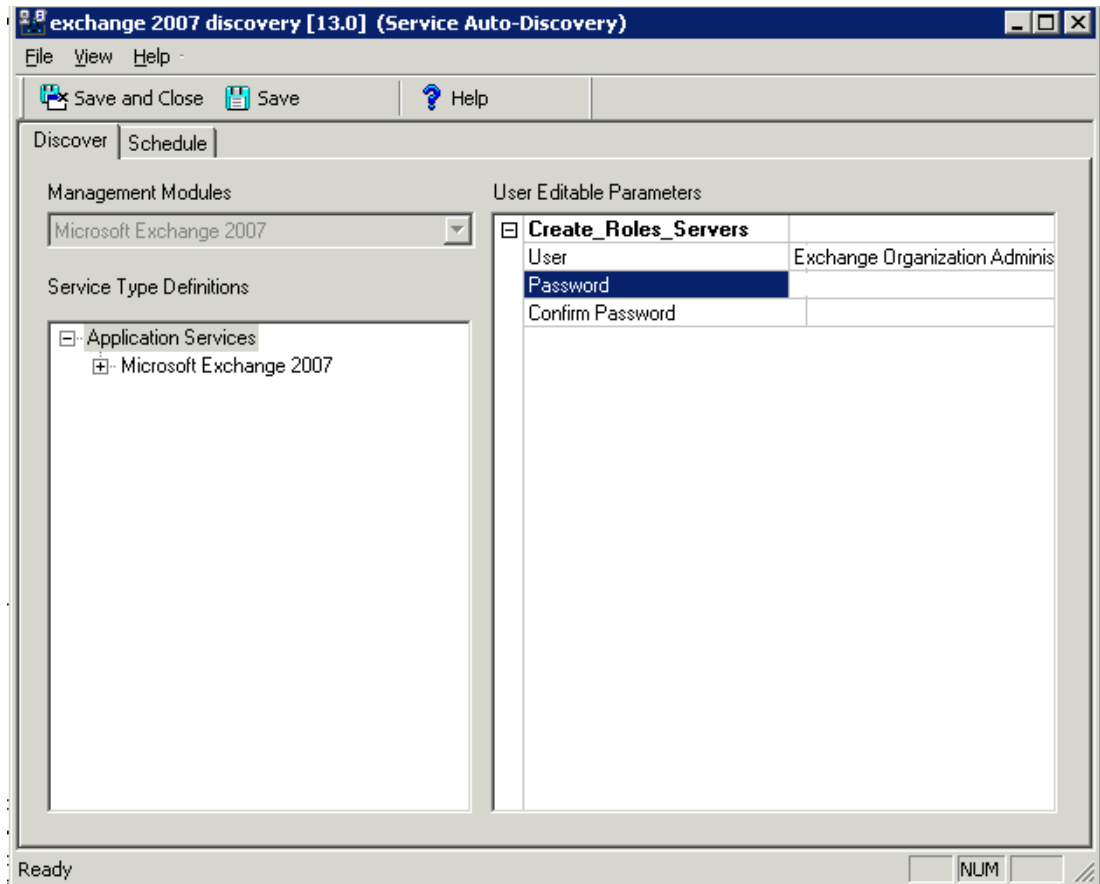 exchange 2007 discovery [13.0] (Service Auto-Discovery)
File View Help
Save and Close Save Help
Discover Schedule
Management Modules
Microsoft Exchange 2007
Service Type Definitions
Application Services
Microsoft Exchange 2007
User Editable Parameters
Create_Roles_Servers
User Exchange Organization Adminis
Password
Confirm Password
Ready NUM